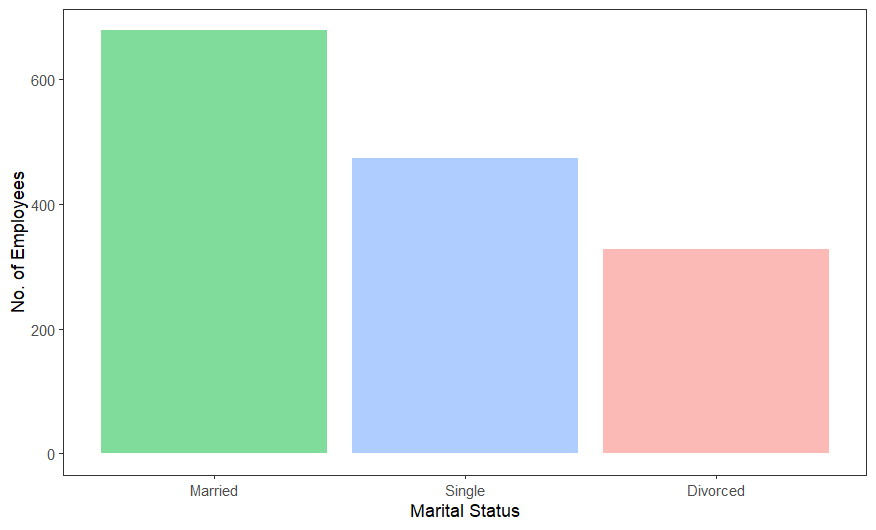 No. of Employees
600
400
200
0
Married
Single
Divorced
Marital Status